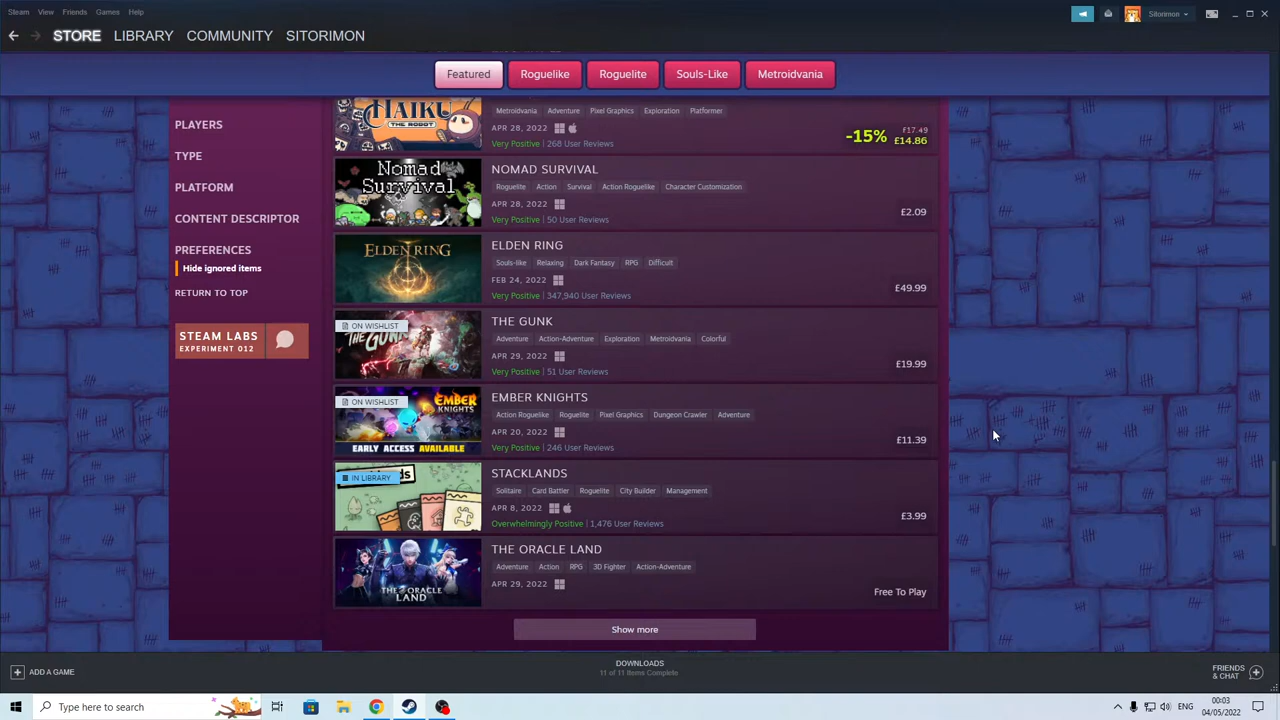 Steam View Friends Games Help
Sitorimon
STORE LIBRARY COMMUNITY SITORIMON
Featured Roguelike Roguelite Souls-Like Metroidvania
PLAYERS
TYPE
PLATFORM
CONTENT DESCRIPTOR
PREFERENCES
Hide ignored items
RETURN TO TOP
STEAM LABS
EXPERIMENT 012
HAIKU
THE ROBOT
Metroidvania Adventure Pixel Graphics Exploration Platformer
APR 28, 2022
Very Positive | 268 User Reviews
-15% £17.49
£14.86
Nomad
Survival
NOMAD SURVIVAL
Roguelite Action Survival Action Roguelike Character Customization
APR 28, 2022
Very Positive | 50 User Reviews
£2.09
ELDEN RING
ELDEN RING
Souls-like Relaxing Dark Fantasy RPG Difficult
FEB 24, 2022
Very Positive | 347,940 User Reviews
£49.99
ON WISHLIST
THE GUNK
THE GUNK
Adventure Action-Adventure Exploration Metroidvania Colorful
APR 29, 2022
Very Positive | 51 User Reviews
£19.99
ON WISHLIST
EMBER
KNIGHTS
EARLY ACCESS AVAILABLE
EMBER KNIGHTS
Action Roguelike Roguelite Pixel Graphics Dungeon Crawler Adventure
APR 20, 2022
Very Positive | 246 User Reviews
£11.39
IN LIBRARY
STACKLANDS
Solitaire Card Battler Roguelite City Builder Management
APR 8, 2022
Overwhelmingly Positive | 1,476 User Reviews
£3.99
THE ORACLE
LAND
THE ORACLE LAND
Adventure Action RPG 3D Fighter Action-Adventure
APR 29, 2022
Free To Play
Show more
ADD A GAME
DOWNLOADS
11 of 11 Items Complete
FRIENDS
& CHAT
Type here to search
ENG
00:03
04/05/2022